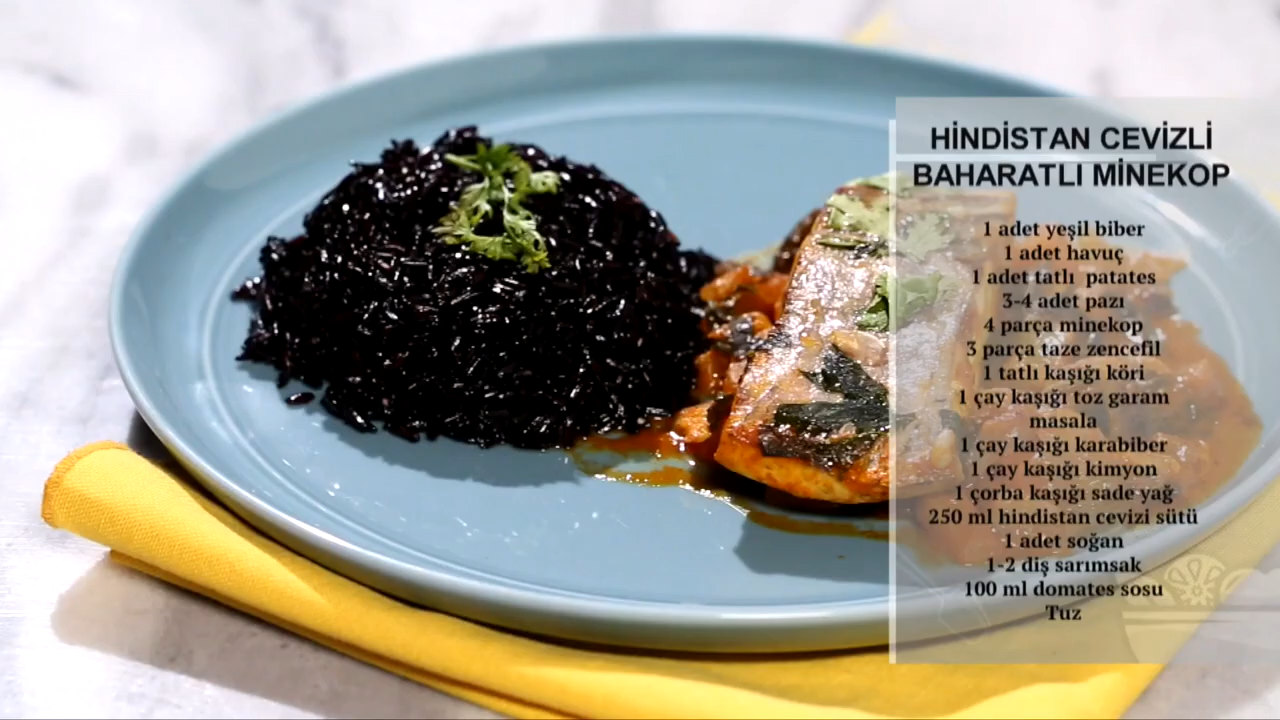 HİNDİSTAN CEVİZLİ
BAHARATLI MİNEKOP
1 adet yeşil biber
1 adet havuç
1 adet tatlı patates
3-4 adet pazı
4 parça minekop
3 parça taze zencefil
1 tatlı kaşığı köri
1 çay kaşığı toz garam
masala
1 çay kaşığı karabiber
1 çay kaşığı kimyon
1 çorba kaşığı sade yağ
250 ml hindistan cevizi sütü
1 adet soğan
1-2 diş sarımsak
100 ml domates sosu
Tuz